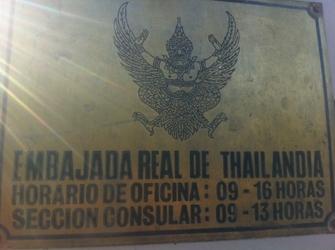 EMBAJADA REAL DE THAILANDIA
HORARIO DE OFICINA : 09 - 16 HORAS
SECCION CONSULAR : 09 - 13 HORAS